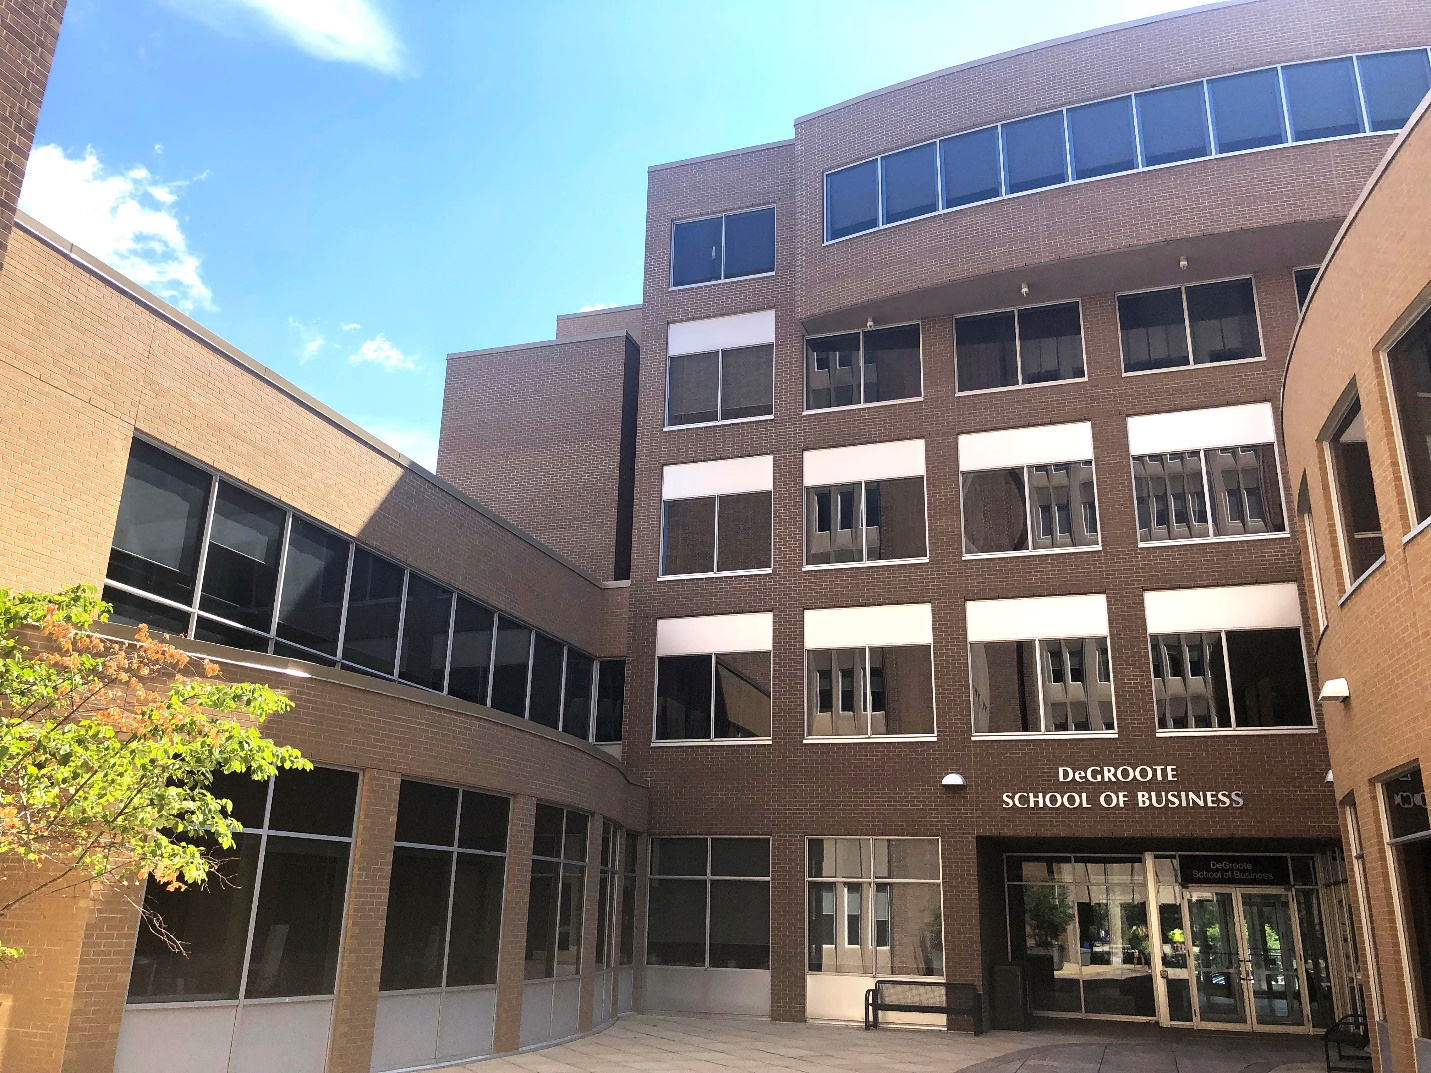 DeGROOTE
SCHOOL OF BUSINESS
DeGroote
School of Business